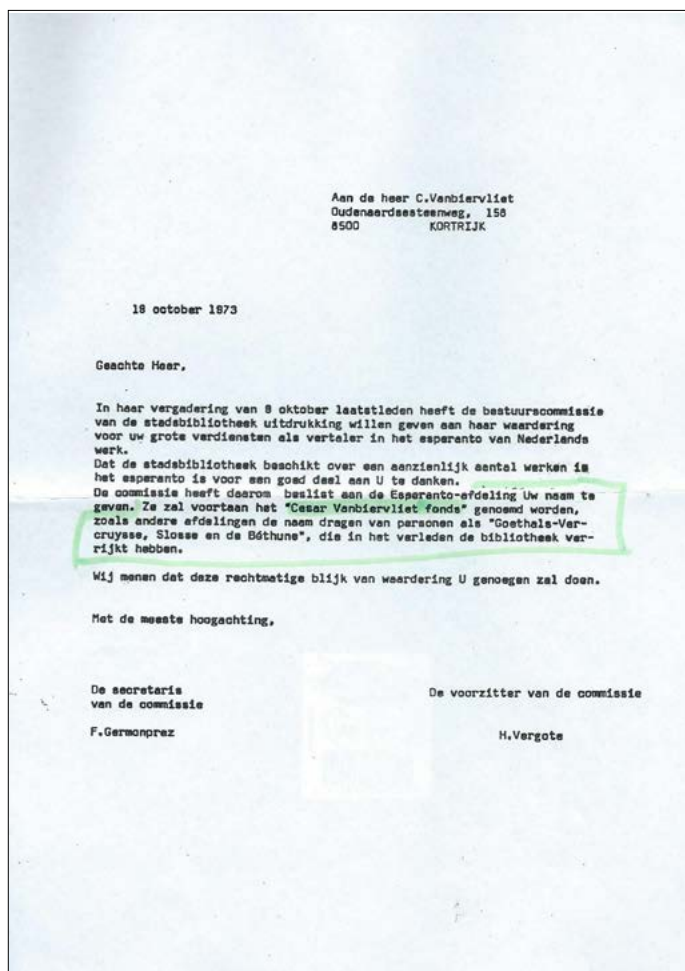 Aan de heer C.Vanbiervliet
Oudenaardsesteenweg, 158
8500 KORTRIJK
18 october 1973
Geachte Heer,
In haar vergadering van 8 oktober laatstleden heeft de bestuurscommissie
van de stadsbibliotheek uitdrukking willen geven aan haar waardering
voor uw grote verdiensten als vertaler in het esperanto van Nederlands
werk.
Dat de stadsbibliotheek beschikt over een aanzienlijk aantal werken is
het esperanto is voor een goed deel aan U te danken.
De commissie heeft daarom beslist aan de Esperanto-afdeling Uw naam te
geven. Ze zal voortaan het "Cesar Vanbiervliet fonds" genoemd worden,
zoals andere afdelingen de naam dragen van personen als "Goethals-Ver-
cruysse, Slosse en de Béthune", die in het verleden de bibliotheek ver-
rijkt hebben.
Wij menen dat deze rechtmatige blijk van waardering U genoegen zal doen.
Met de meeste hoogachting,
De secretaris
van de commissie
F.Germonprez
De voorzitter van de commissie
H.Vergote